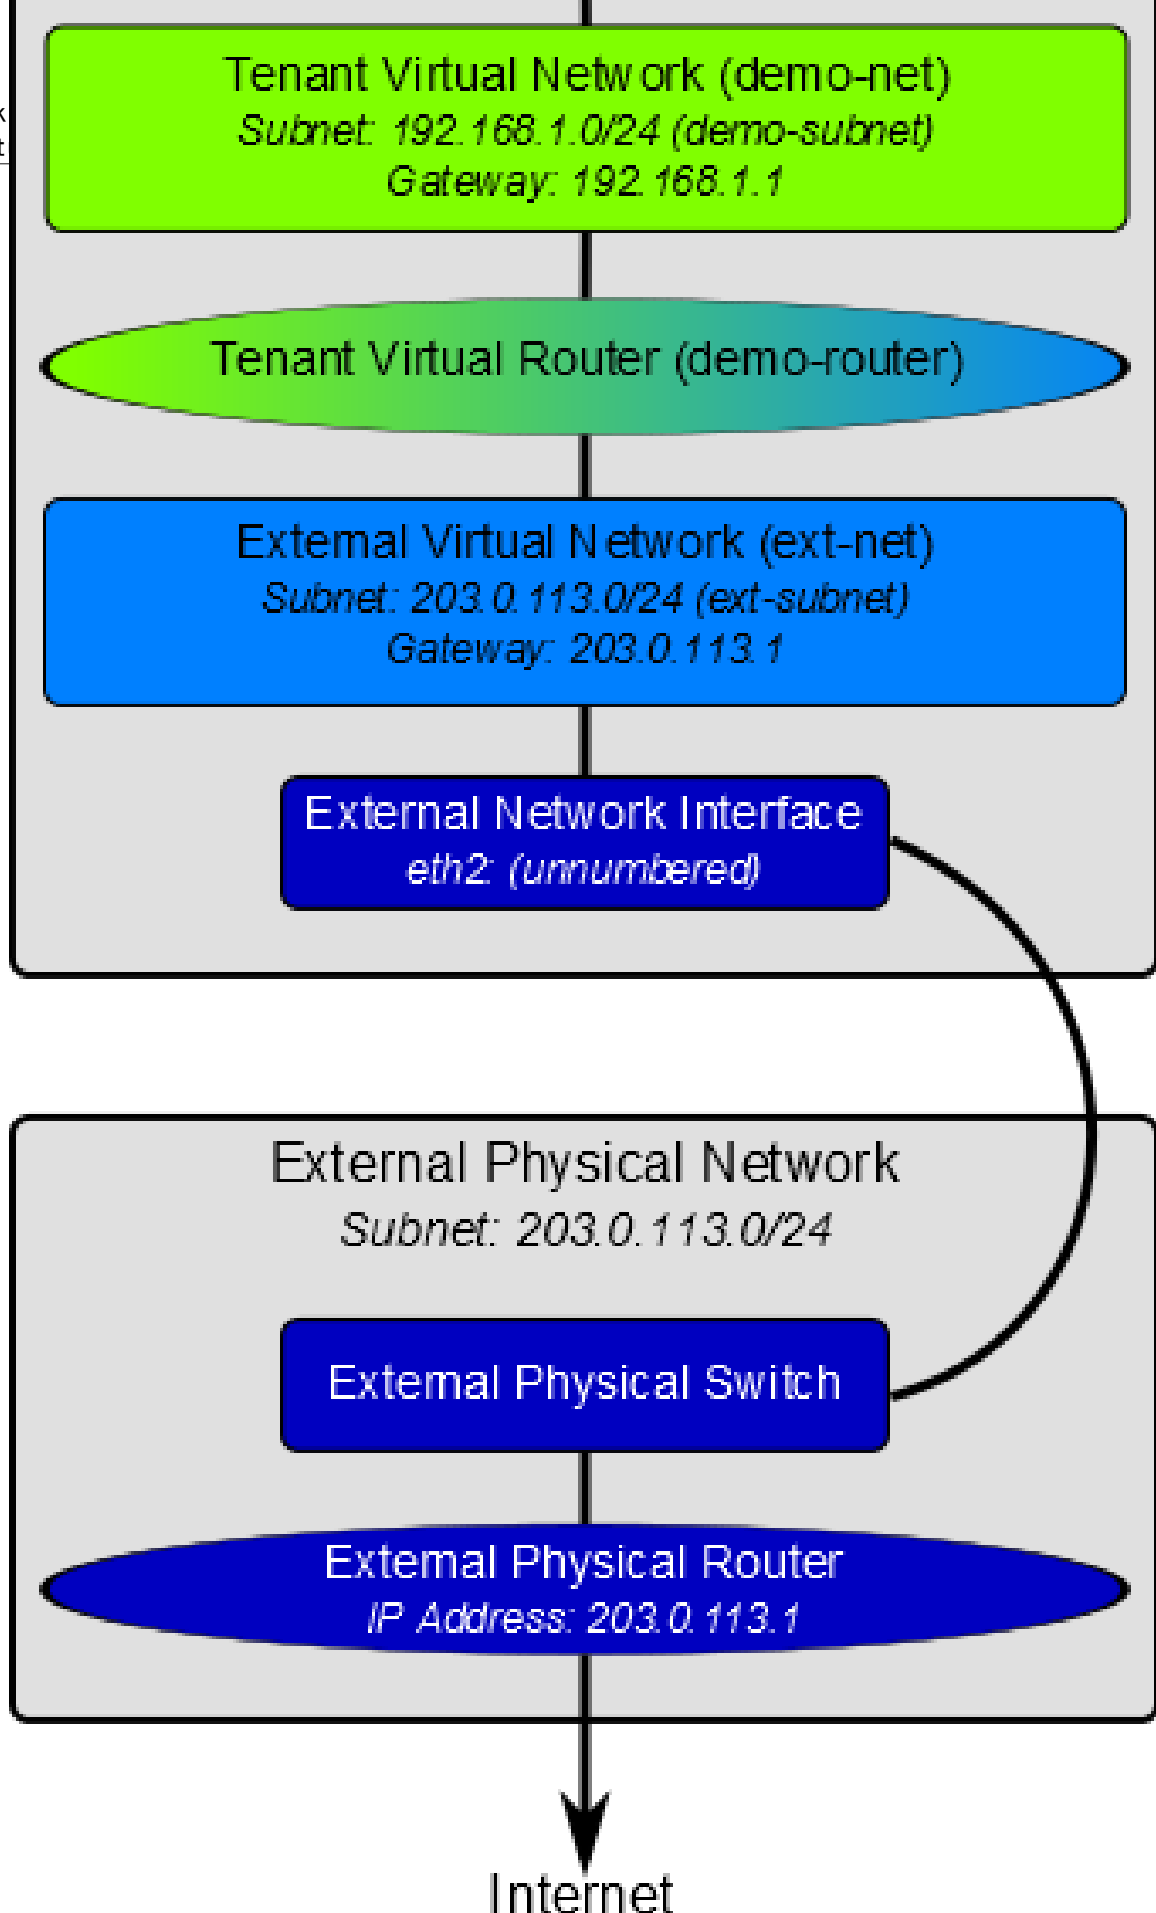 Tenant Virtual Network (demo-net)
Subnet: 192.168.1.0/24 (demo-subnet)
Gateway: 192.168.1.1
Tenant Virtual Router (demo-router)
External Virtual Network (ext-net)
Subnet: 203.0.113.0/24 (ext-subnet)
Gateway: 203.0.113.1
External Network Interface
eth2: (unnumbered)
External Physical Network
Subnet: 203.0.113.0/24
External Physical Switch
External Physical Router
IP Address: 203.0.113.1
Internet